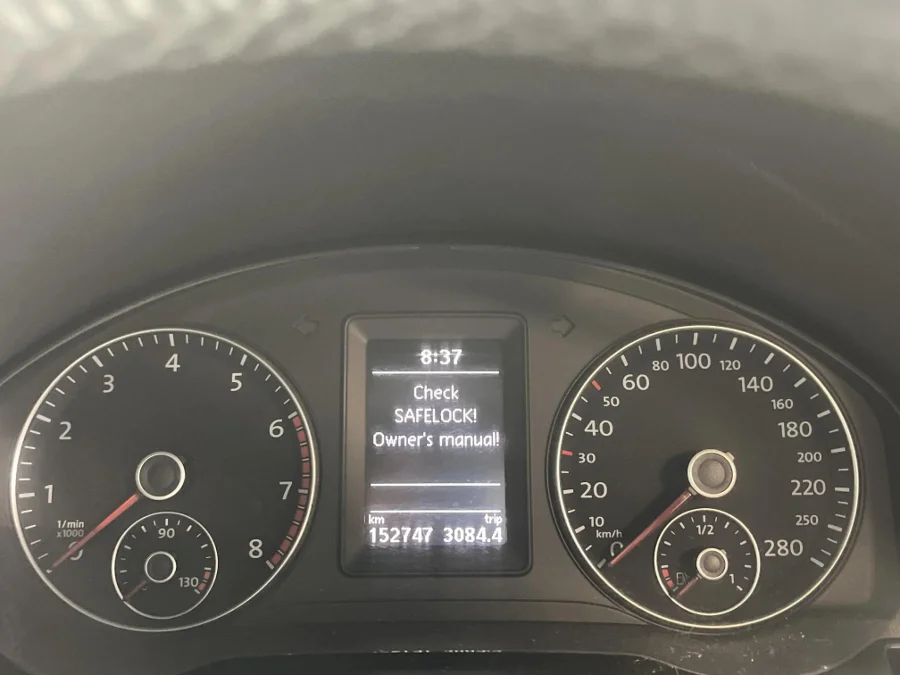 8:37
Check
SAFELOCK!
Owner's manual!
km trip
152747 3084.4
1/min
x1000
0 1 2 3 4 5 6 7 8
90
130
km/h
0 10 20 30 40 50 60 80 100 120 140 160 180 200 220 250 280
1/2
1